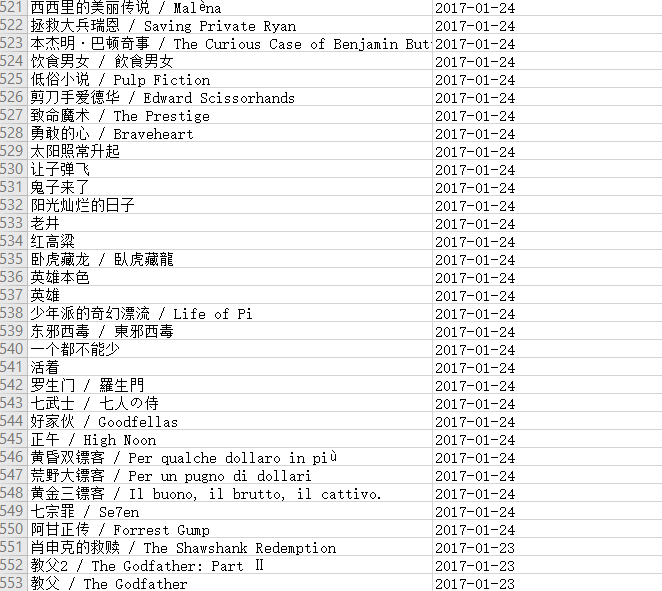 521 西西里的美丽传说 / Malèna 2017-01-24
522 拯救大兵瑞恩 / Saving Private Ryan 2017-01-24
523 本杰明·巴顿奇事 / The Curious Case of Benjamin But 2017-01-24
524 饮食男女 / 飲食男女 2017-01-24
525 低俗小说 / Pulp Fiction 2017-01-24
526 剪刀手爱德华 / Edward Scissorhands 2017-01-24
527 致命魔术 / The Prestige 2017-01-24
528 勇敢的心 / Braveheart 2017-01-24
529 太阳照常升起 2017-01-24
530 让子弹飞 2017-01-24
531 鬼子来了 2017-01-24
532 阳光灿烂的日子 2017-01-24
533 老井 2017-01-24
534 红高粱 2017-01-24
535 卧虎藏龙 / 臥虎藏龍 2017-01-24
536 英雄本色 2017-01-24
537 英雄 2017-01-24
538 少年派的奇幻漂流 / Life of Pi 2017-01-24
539 东邪西毒 / 東邪西毒 2017-01-24
540 一个都不能少 2017-01-24
541 活着 2017-01-24
542 罗生门 / 羅生門 2017-01-24
543 七武士 / 七人の侍 2017-01-24
544 好家伙 / Goodfellas 2017-01-24
545 正午 / High Noon 2017-01-24
546 黄昏双镖客 / Per qualche dollaro in più 2017-01-24
547 荒野大镖客 / Per un pugno di dollari 2017-01-24
548 黄金三镖客 / Il buono, il brutto, il cattivo. 2017-01-24
549 七宗罪 / Se7en 2017-01-24
550 阿甘正传 / Forrest Gump 2017-01-24
551 肖申克的救赎 / The Shawshank Redemption 2017-01-23
552 教父2 / The Godfather: Part Ⅱ 2017-01-23
553 教父 / The Godfather 2017-01-23